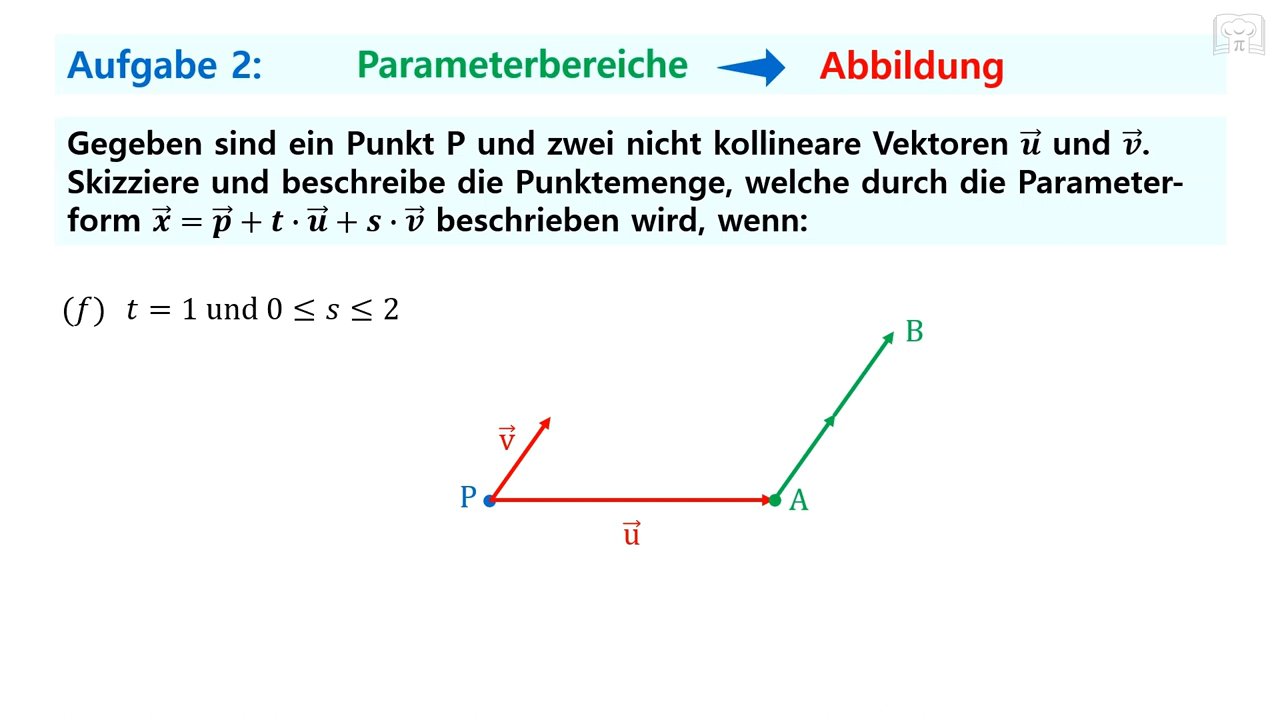 Aufgabe 2: Parameterbereiche Abbildung
Gegeben sind ein Punkt P und zwei nicht kollineare Vektoren u⃗ und v⃗.
Skizziere und beschreibe die Punktemenge, welche durch die Parameter-
form x⃗ = p⃗ + t · u⃗ + s · v⃗ beschrieben wird, wenn:
(f) t = 1 und 0 ≤ s ≤ 2
B
v⃗
P
A
u⃗
π